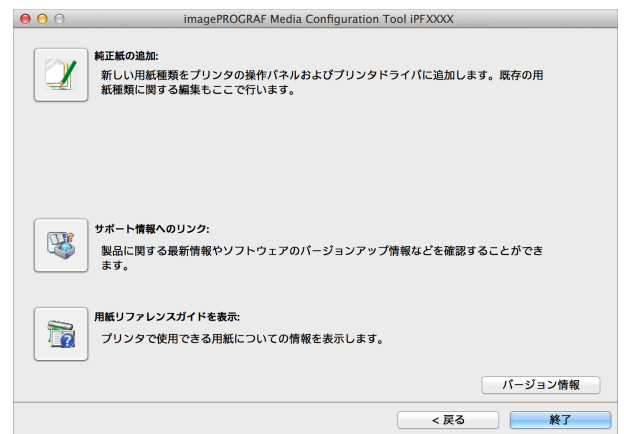 imagePROGRAF Media Configuration Tool iPFXXXX
純正紙の追加:
新しい用紙種類をプリンタの操作パネルおよびプリンタドライバに追加します。既存の用
紙種類に関する編集もここで行います。
サポート情報へのリンク:
製品に関する最新情報やソフトウェアのバージョンアップ情報などを確認することができ
ます。
用紙リファレンスガイドを表示:
プリンタで使用できる用紙についての情報を表示します。
バージョン情報
< 戻る
終了